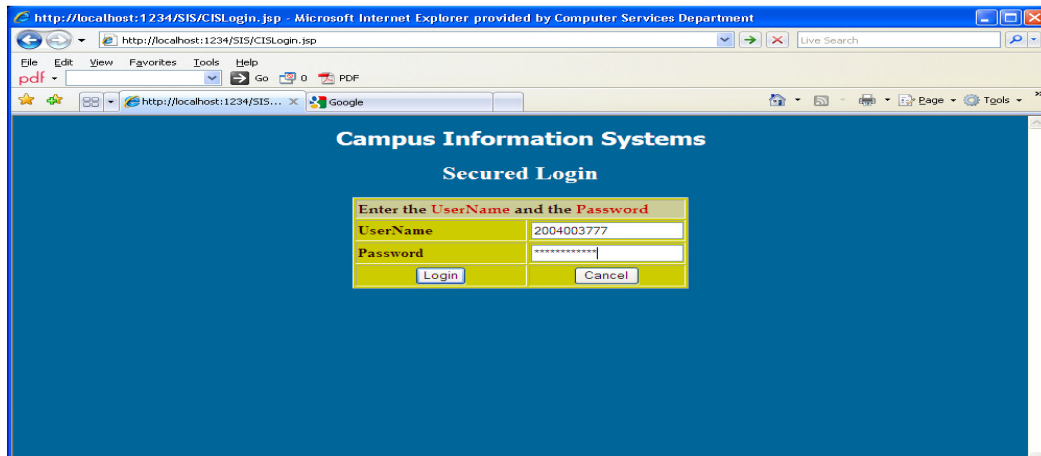 http://localhost:1234/SIS/CISLogin.jsp - Microsoft Internet Explorer provided by Computer Services Department
http://localhost:1234/SIS/CISLogin.jsp
Live Search
File Edit View Favorites Tools Help
pdf Go 0 PDF
http://localhost:1234/SIS... Google Page Tools
Campus Information Systems
Secured Login
Enter the UserName and the Password
UserName 2004003777
Password ************
Login Cancel